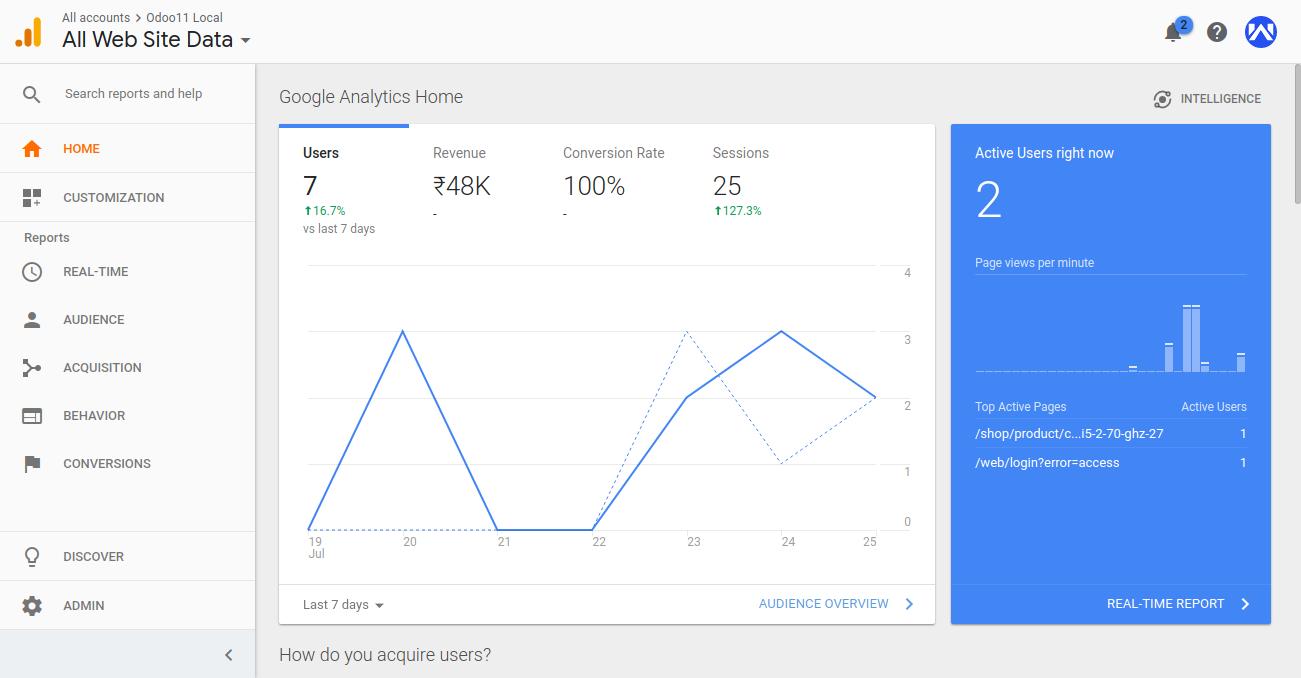 All accounts > Odoo11 Local
All Web Site Data
2
Search reports and help
HOME
CUSTOMIZATION
Reports
REAL-TIME
AUDIENCE
ACQUISITION
BEHAVIOR
CONVERSIONS
DISCOVER
ADMIN
Google Analytics Home
INTELLIGENCE
Users
7
16.7%
vs last 7 days
Revenue
₹48K
-
Conversion Rate
100%
-
Sessions
25
127.3%
4
3
2
1
0
19
Jul
20
21
22
23
24
25
Last 7 days
AUDIENCE OVERVIEW
Active Users right now
2
Page views per minute
Top Active Pages Active Users
/shop/product/c...i5-2-70-ghz-27 1
/web/login?error=access 1
REAL-TIME REPORT
How do you acquire users?